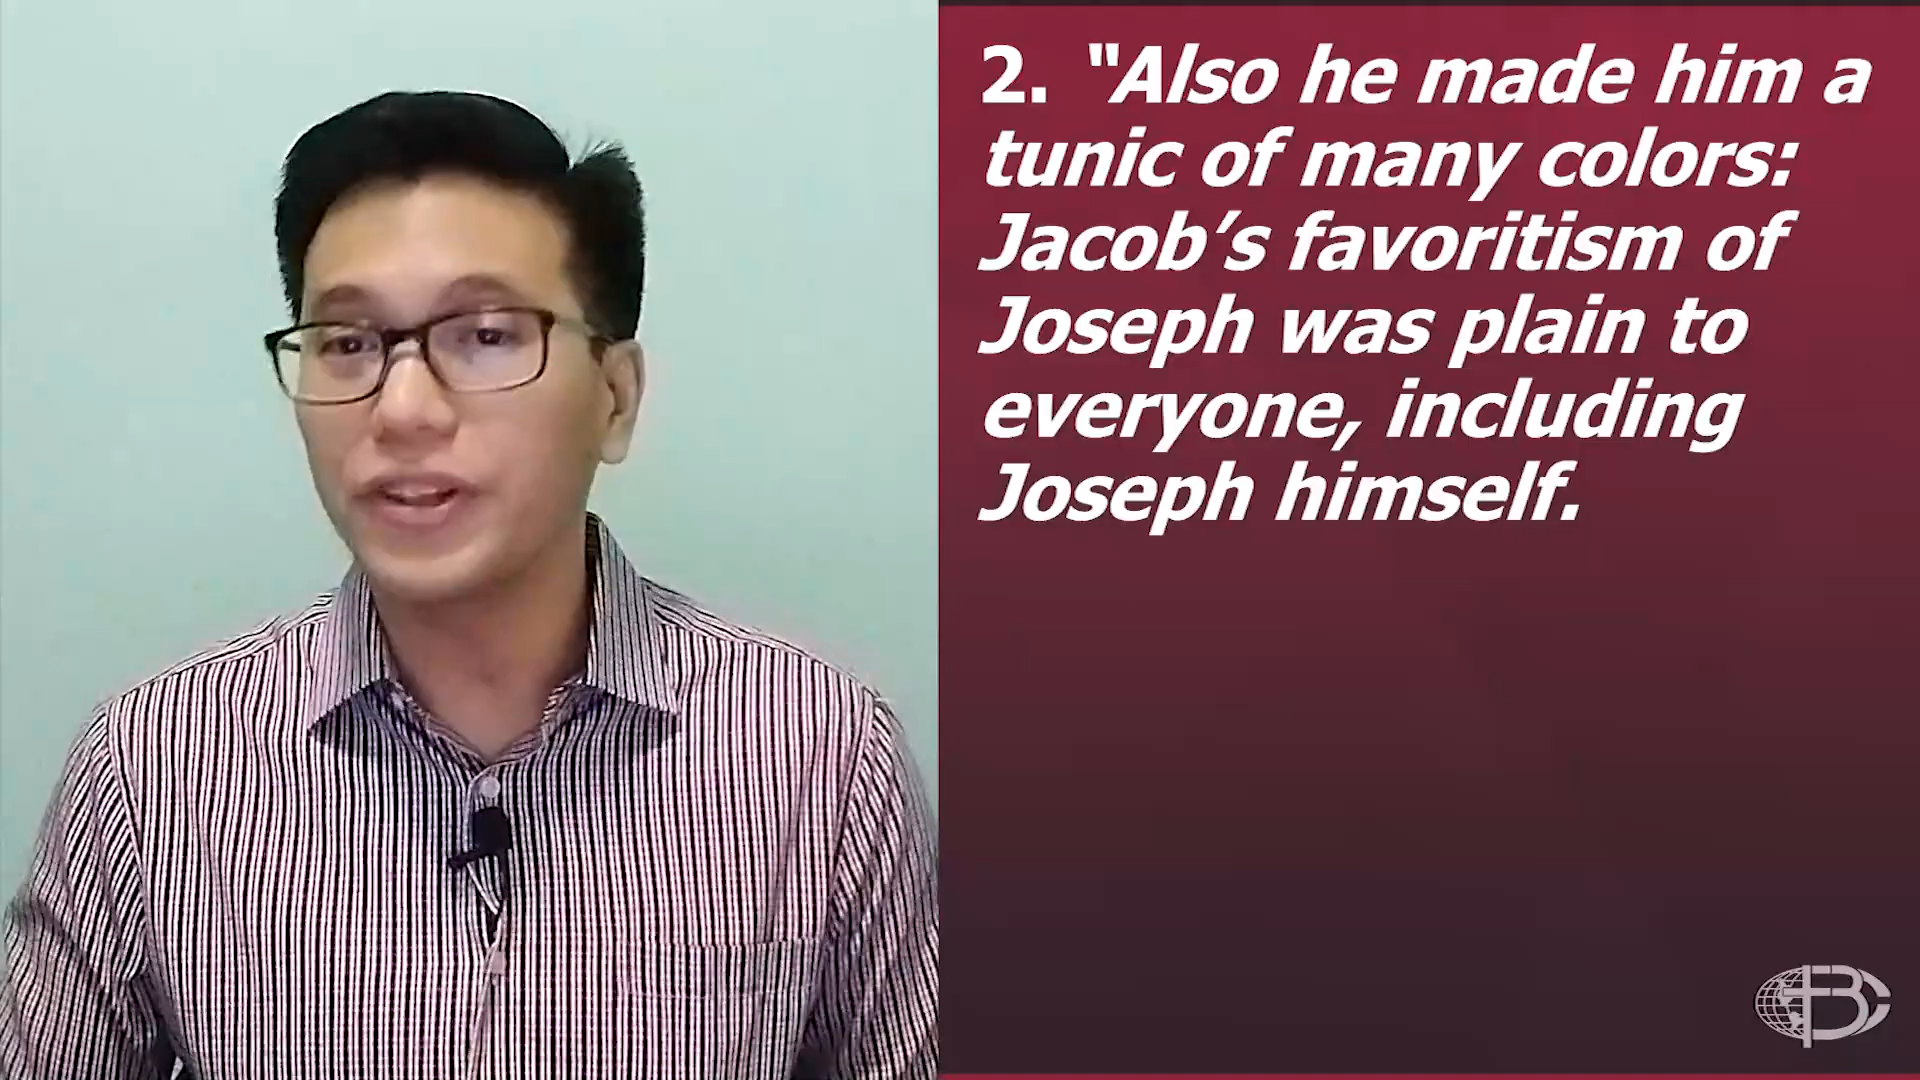 2. “Also he made him a
tunic of many colors:
Jacob’s favoritism of
Joseph was plain to
everyone, including
Joseph himself.
BC